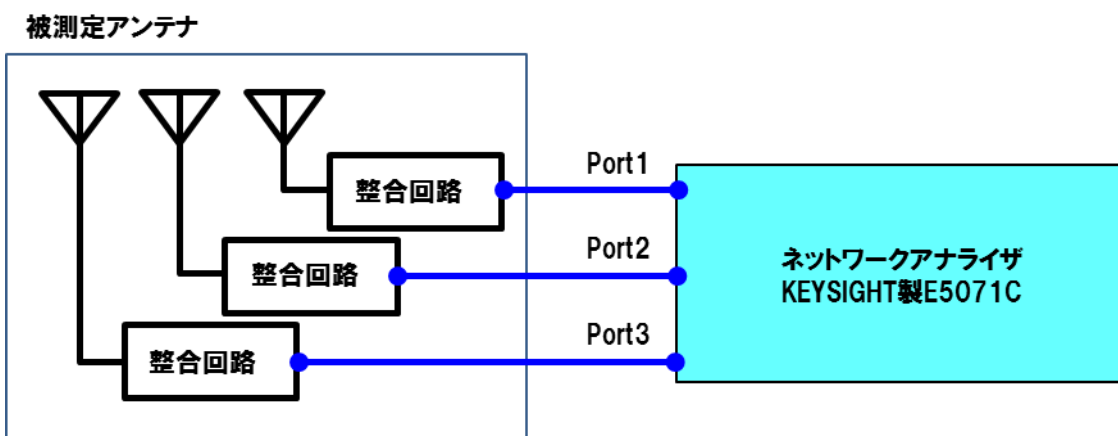 被測定アンテナ
整合回路
Port1
整合回路
Port2
整合回路
Port3
ネットワークアナライザ
KEYSIGHT製E5071C